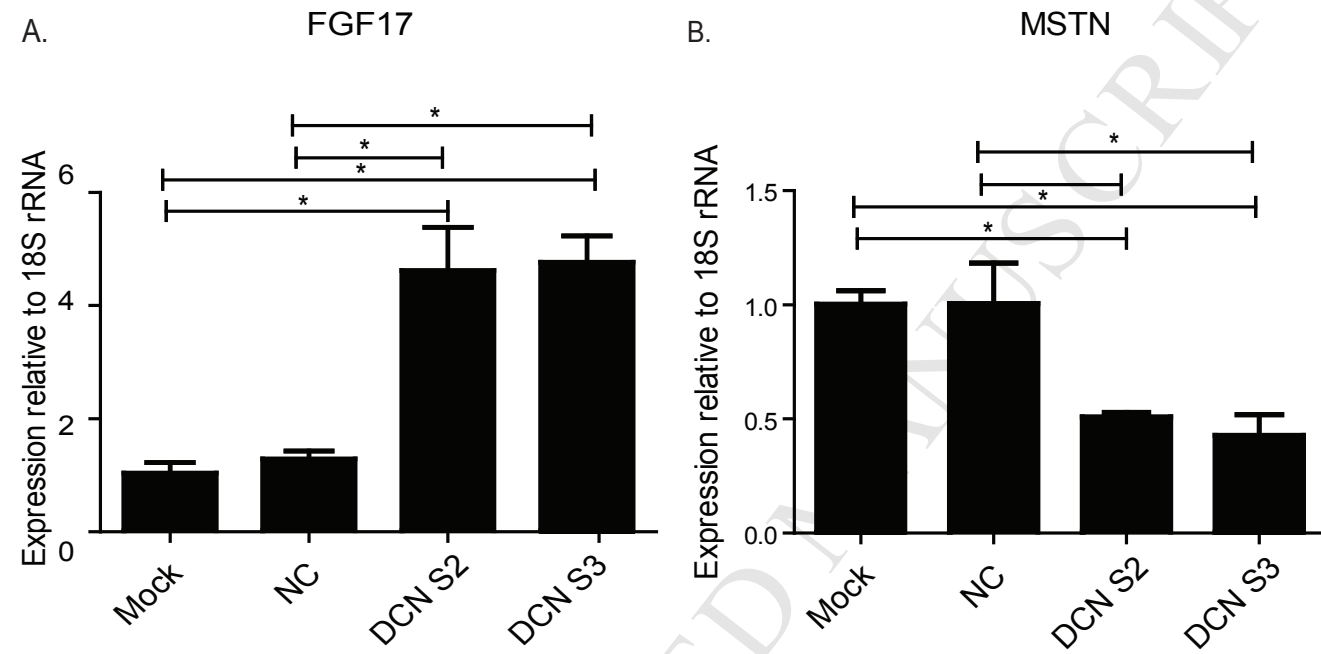 A.
FGF17
Expression relative to 18S rRNA
6
4
2
0
*
*
*
*
Mock
NC
DCN S2
DCN S3
B.
MSTN
Expression relative to 18S rRNA
1.5
1.0
0.5
0.0
*
*
*
Mock
NC
DCN S2
DCN S3